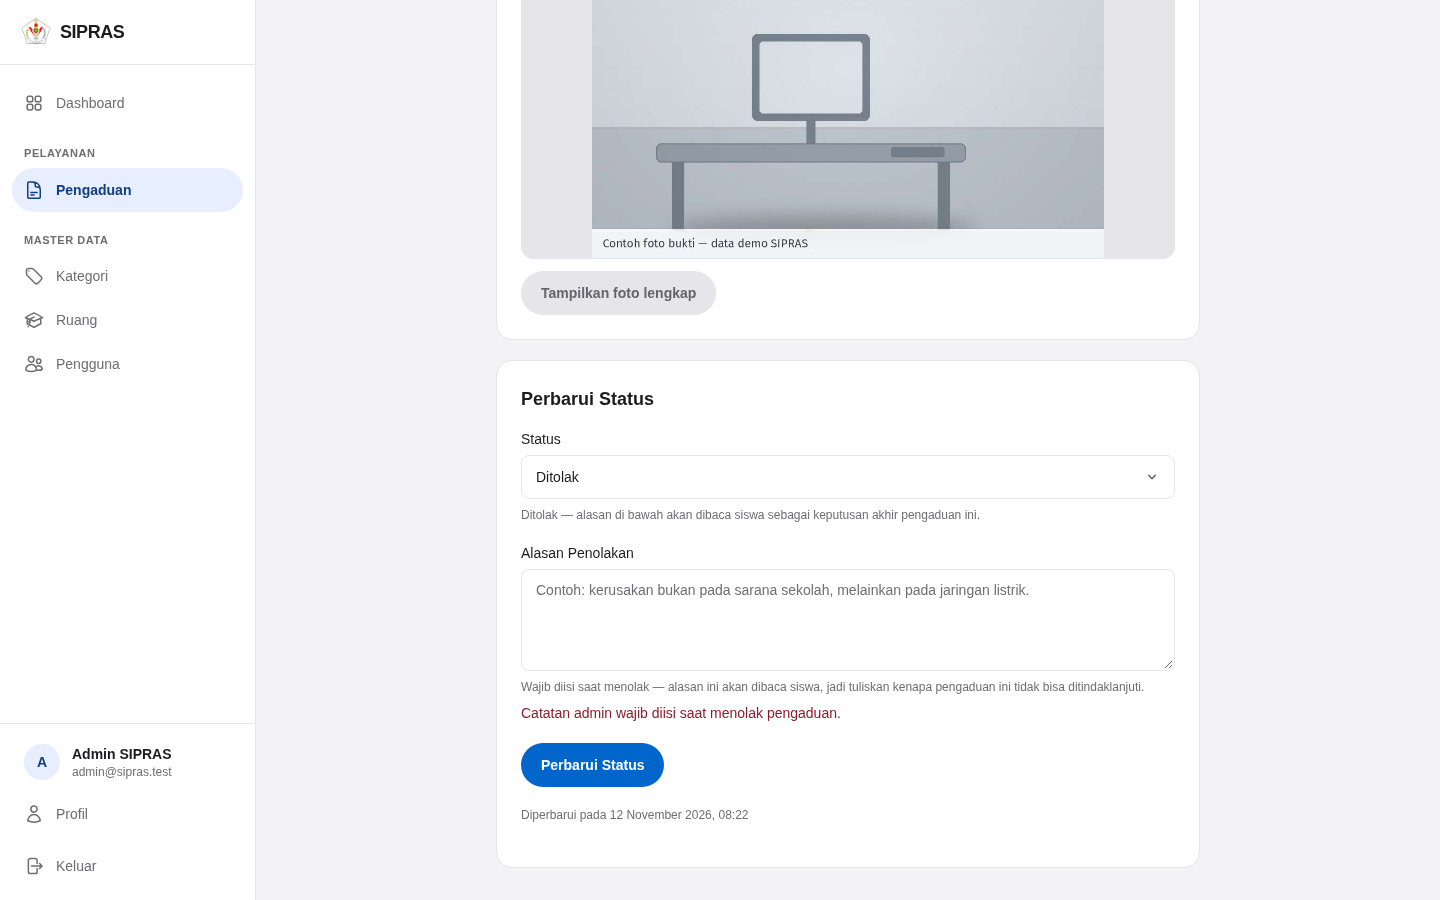 SIPRAS
Dashboard
PELAYANAN
Pengaduan
MASTER DATA
Kategori
Ruang
Pengguna
A
Admin SIPRAS
admin@sipras.test
Profil
Keluar
Contoh foto bukti — data demo SIPRAS
Tampilkan foto lengkap
Perbarui Status
Status
Ditolak
Ditolak — alasan di bawah akan dibaca siswa sebagai keputusan akhir pengaduan ini.
Alasan Penolakan
Contoh: kerusakan bukan pada sarana sekolah, melainkan pada jaringan listrik.
Wajib diisi saat menolak — alasan ini akan dibaca siswa, jadi tuliskan kenapa pengaduan ini tidak bisa ditindaklanjuti.
Catatan admin wajib diisi saat menolak pengaduan.
Perbarui Status
Diperbarui pada 12 November 2026, 08:22